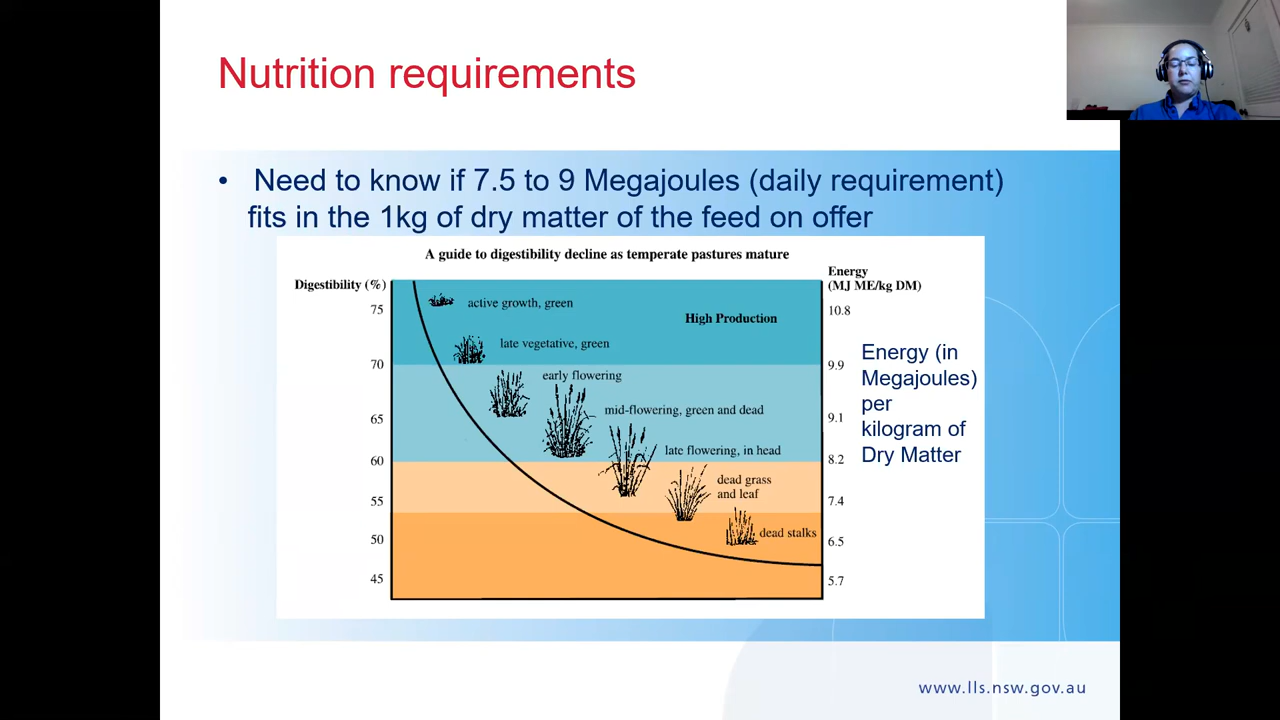 Nutrition requirements
• Need to know if 7.5 to 9 Megajoules (daily requirement)
fits in the 1kg of dry matter of the feed on offer
A guide to digestibility decline as temperate pastures mature
Digestibility (%)
Energy
(MJ ME/kg DM)
75
70
65
60
55
50
45
active growth, green
High Production
late vegetative, green
early flowering
mid-flowering, green and dead
late flowering, in head
dead grass
and leaf
dead stalks
10.8
9.9
9.1
8.2
7.4
6.5
5.7
Energy (in
Megajoules)
per
kilogram of
Dry Matter
www.lls.nsw.gov.au